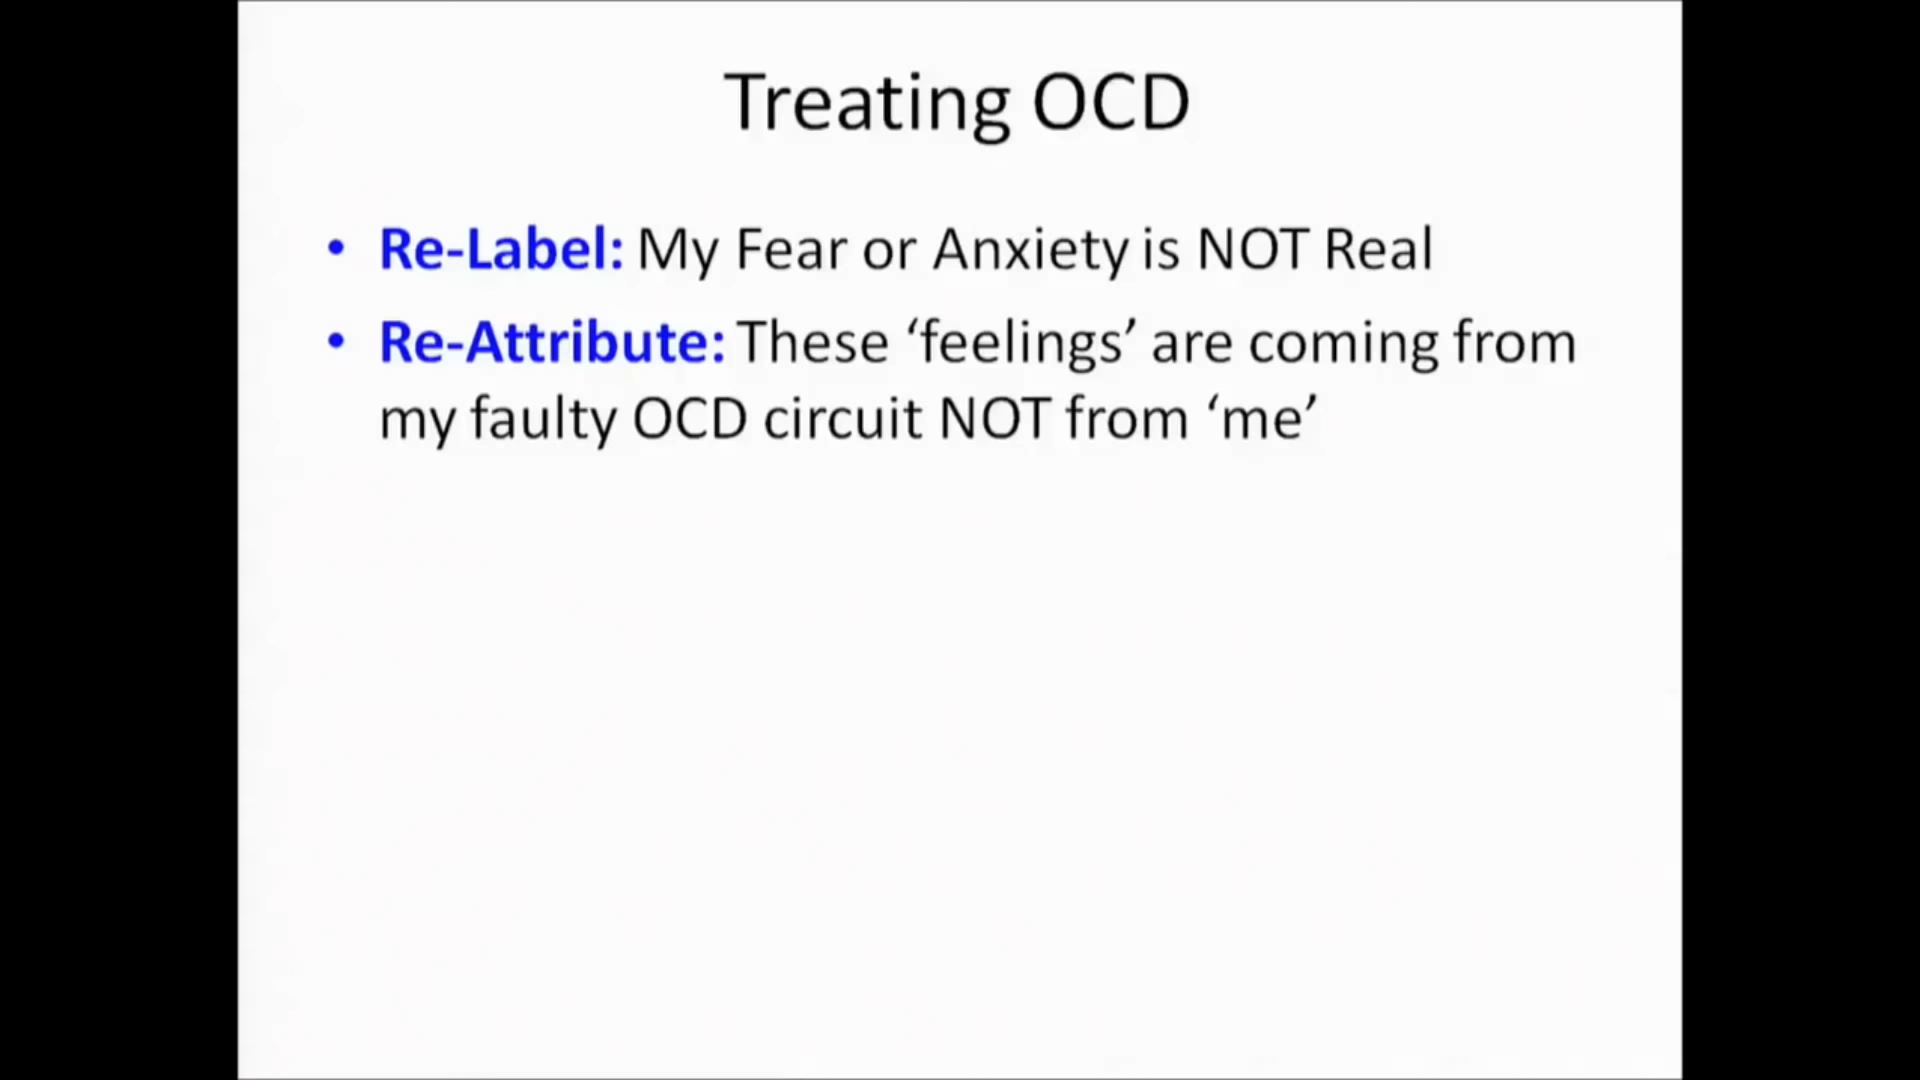 Treating OCD
• Re-Label: My Fear or Anxiety is NOT Real
• Re-Attribute: These ‘feelings’ are coming from
my faulty OCD circuit NOT from ‘me’